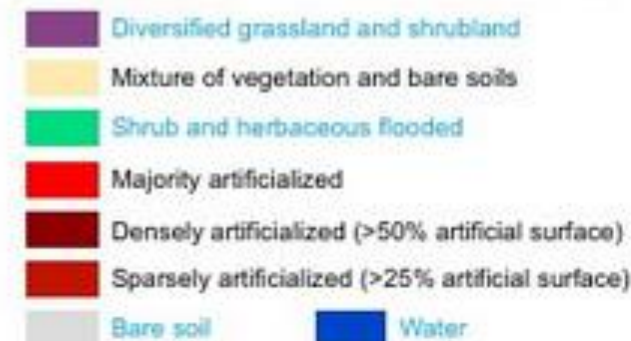 Diversified grassland and shrubland
Mixture of vegetation and bare soils
Shrub and herbaceous flooded
Majority artificialized
Densely artificialized (>50% artificial surface)
Sparsely artificialized (>25% artificial surface)
Bare soil Water